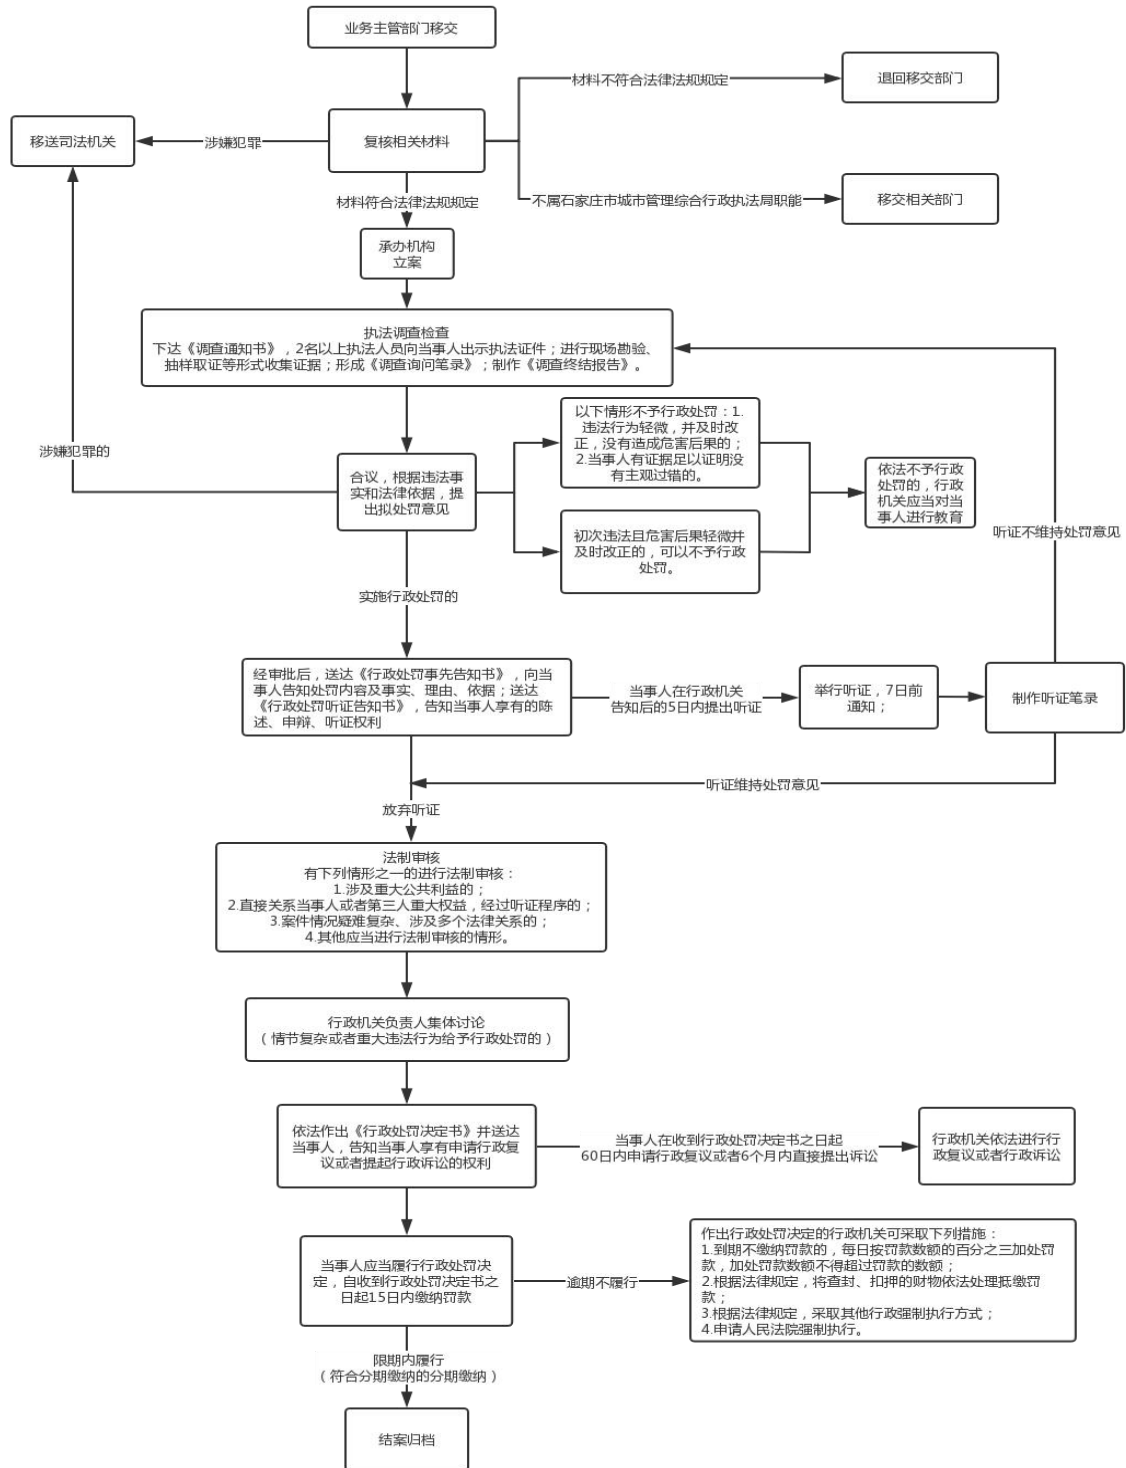 业务主管部门移交
材料不符合法律法规规定
退回移交部门
移送司法机关
涉嫌犯罪
复核相关材料
材料符合法律法规规定
不属石家庄市城市管理综合行政执法局职能
移交相关部门
承办机构
立案
执法调查检查
下达《调查通知书》，2名以上执法人员向当事人出示执法证件；进行现场勘验、
抽样取证等形式收集证据；形成《调查询问笔录》；制作《调查终结报告》。
涉嫌犯罪的
合议，根据违法事
实和法律依据，提
出拟处罚意见
以下情形不予行政处罚：1.
违法行为轻微，并及时改
正，没有造成危害后果的；
2.当事人有证据足以证明没
有主观过错的。
初次违法且危害后果轻微并
及时改正的，可以不予行政
处罚。
依法不予行政
处罚的，行政
机关应当对当
事人进行教育
听证不维持处罚意见
实施行政处罚的
经审批后，送达《行政处罚事先告知书》，向当
事人告知处罚内容及事实、理由、依据；送达
《行政处罚听证告知书》，告知当事人享有的陈
述、申辩、听证权利
当事人在行政机关
告知后的5日内提出听证
举行听证，7日前
通知；
制作听证笔录
听证维持处罚意见
放弃听证
法制审核
有下列情形之一的进行法制审核：
1.涉及重大公共利益的；
2.直接关系当事人或者第三人重大权益，经过听证程序的；
3.案件情况疑难复杂、涉及多个法律关系的；
4.其他应当进行法制审核的情形。
行政机关负责人集体讨论
（情节复杂或者重大违法行为给予行政处罚的）
依法作出《行政处罚决定书》并送达
当事人，告知当事人享有申请行政复
议或者提起行政诉讼的权利
当事人在收到行政处罚决定书之日起
60日内申请行政复议或者6个月内直接提出诉讼
行政机关依法进行行
政复议或者行政诉讼
当事人应当履行行政处罚决
定，自收到行政处罚决定书之
日起15日内缴纳罚款
逾期不履行
作出行政处罚决定的行政机关可采取下列措施：
1.到期不缴纳罚款的，每日按罚款数额的百分之三加处罚
款，加处罚款数额不得超过罚款的数额；
2.根据法律规定，将查封、扣押的财物依法处理抵缴罚
款；
3.根据法律规定，采取其他行政强制执行方式；
4.申请人民法院强制执行。
限期内履行
（符合分期缴纳的分期缴纳）
结案归档